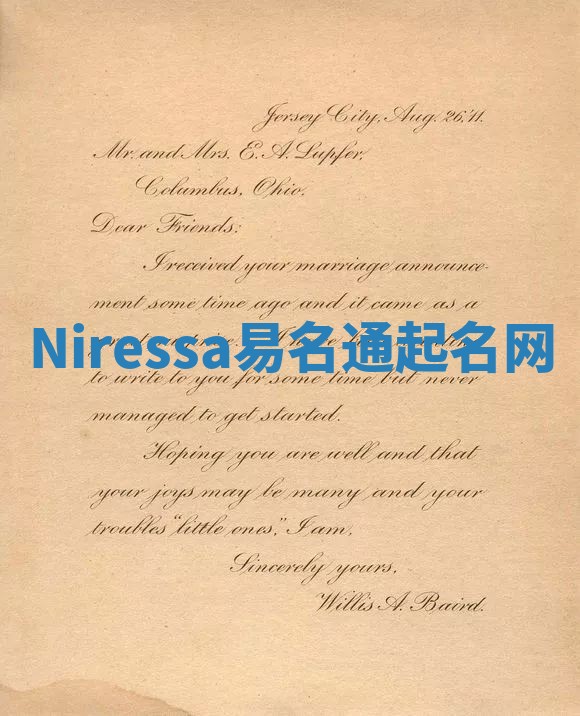 Jersey City, Aug. 26, '11.
Mr. and Mrs. E. A. Lupfer,
Columbus, Ohio.
Dear Friends:
I received your marriage announce-
ment some time ago and it came as a
Niressa易名通起名网
to write to you for some time but never
managed to get started.
Hoping you are well and that
your joys may be many and your
troubles "little ones," I am,
Sincerely yours,
Willis A. Baird.